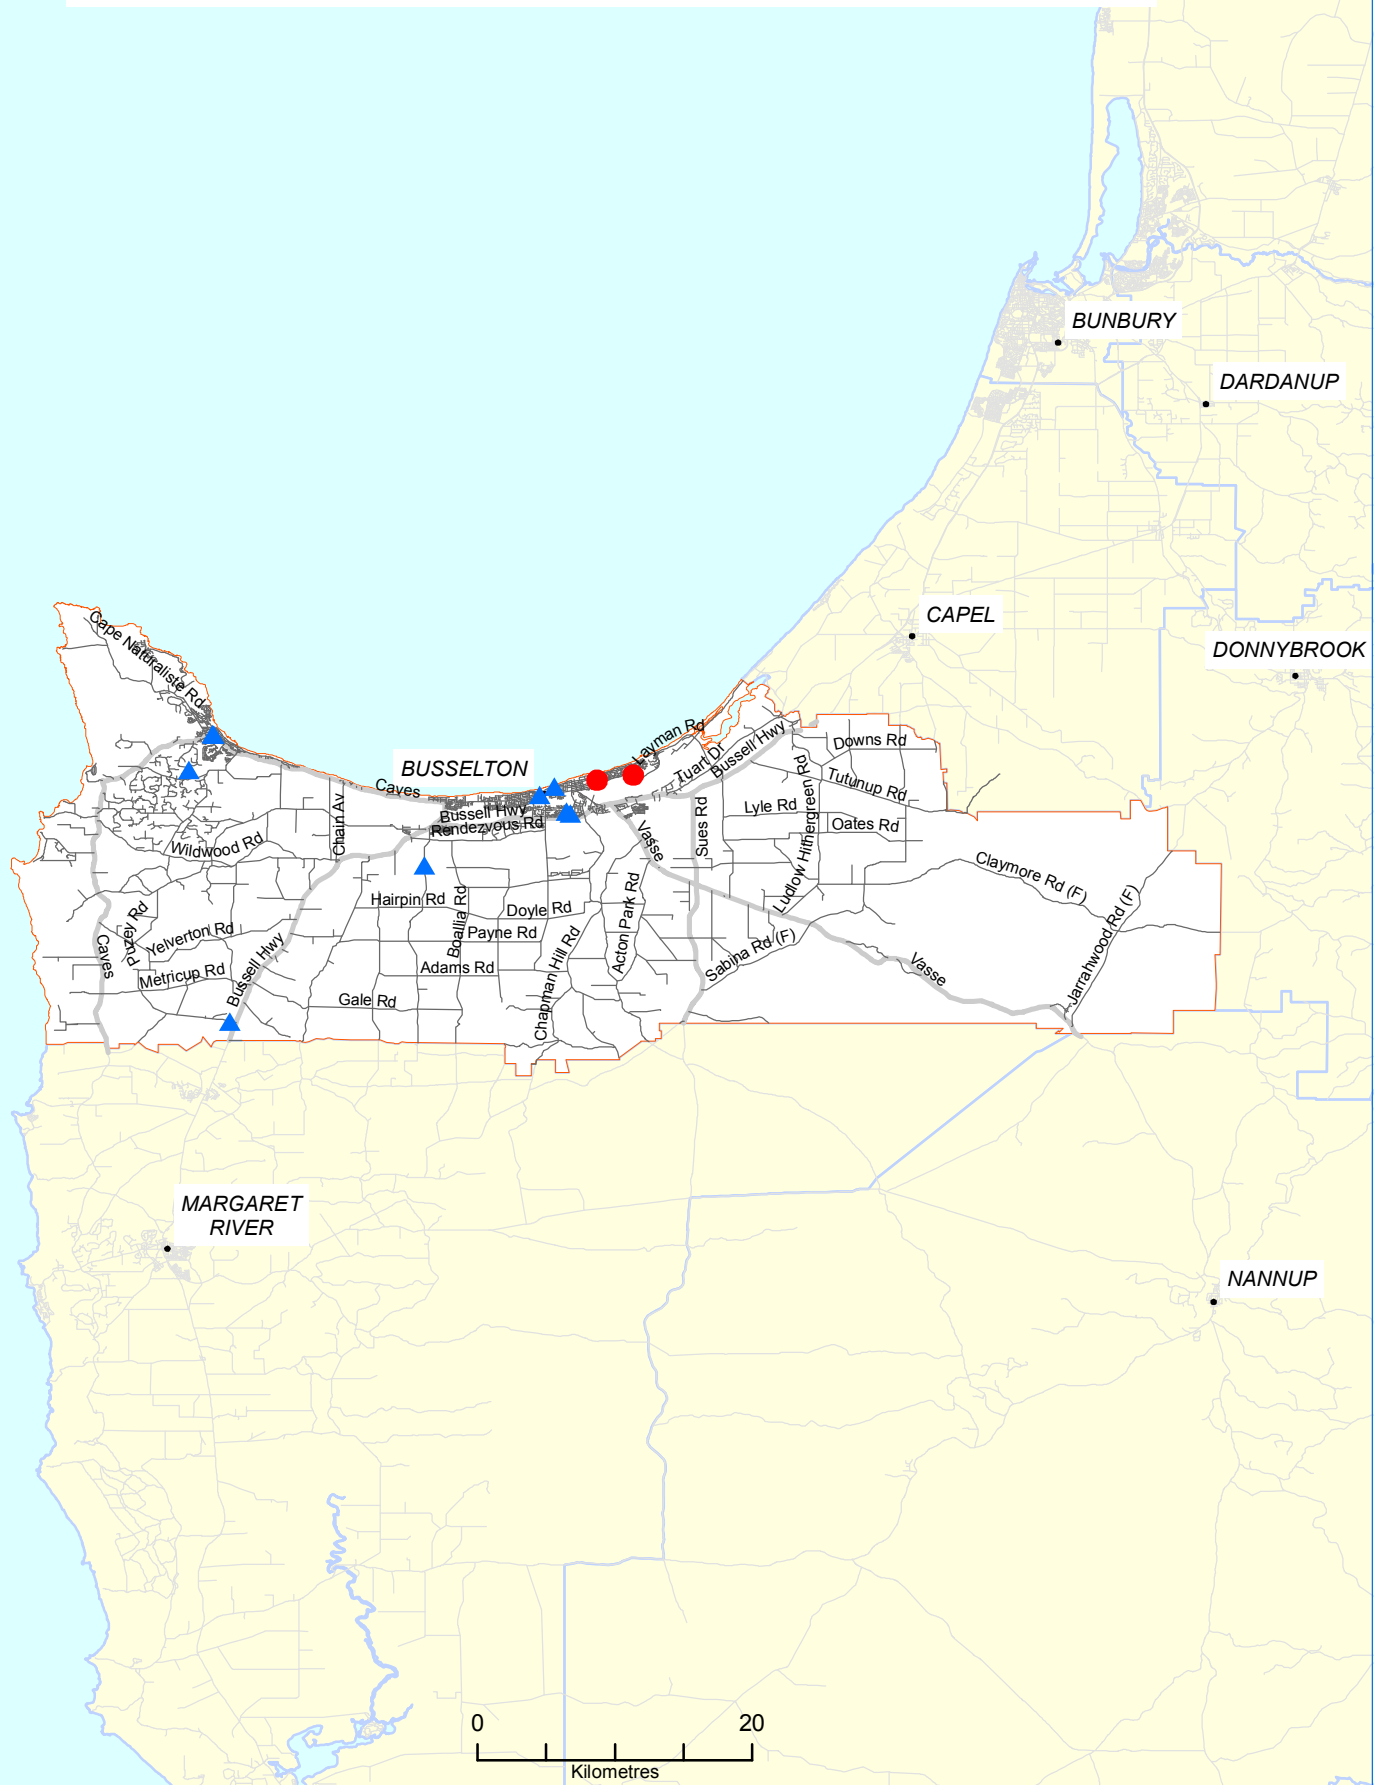 BUNBURY
DARDANUP
CAPEL
DONNYBROOK
Cape Naturaliste Rd
Layman Rd
BUSSELTON
Tuart Dr
Bussell Hwy
Downs Rd
Caves
Tutunup Rd
Chain Av
Bussell Hwy
Rendezvous Rd
Lyle Rd
Oates Rd
Wildwood Rd
Vasse
Sues Rd
Ludlow Hithergreen Rd
Claymore Rd (F)
Hairpin Rd
Doyle Rd
Acton Park Rd
Jarrahwood Rd (F)
Puzey Rd
Yelverton Rd
Boallia Rd
Payne Rd
Chapman Hill Rd
Sabina Rd (F)
Caves
Metricup Rd
Bussell Hwy
Adams Rd
Vasse
Gale Rd
MARGARET
RIVER
NANNUP
0 20
Kilometres